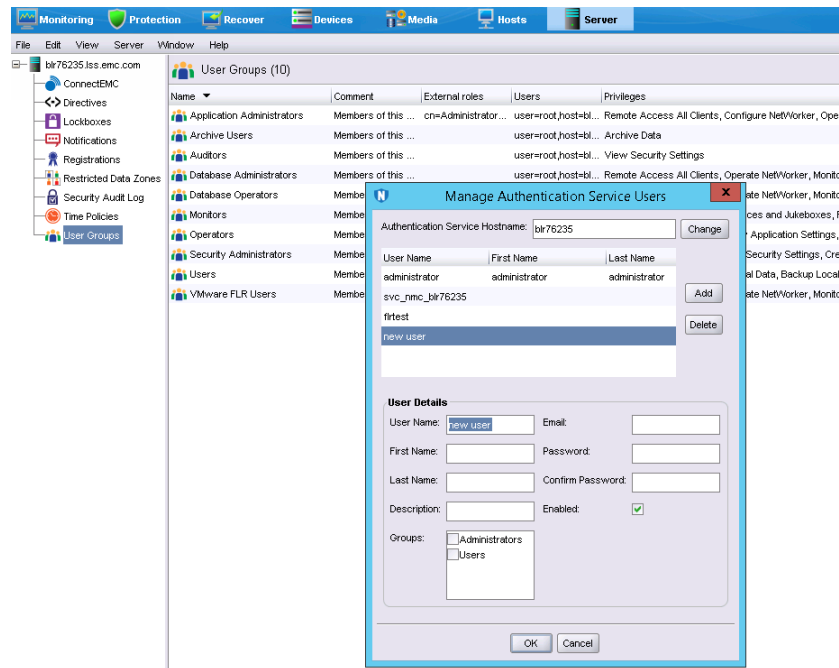 Monitoring Protection Recover Devices Media Hosts Server
File Edit View Server Window Help
blr76235.lss.emc.com
ConnectEMC
Directives
Lockboxes
Notifications
Registrations
Restricted Data Zones
Security Audit Log
Time Policies
User Groups
User Groups (10)
Name Comment External roles Users Privileges
Application Administrators Members of this ... cn=Administrator... user=root,host=bl... Remote Access All Clients, Configure NetWorker, Ope
Archive Users Members of this ... user=root,host=bl... Archive Data
Auditors Members of this ... user=root,host=bl... View Security Settings
Database Administrators Members of this ... user=root,host=bl... Remote Access All Clients, Operate NetWorker, Monito
Database Operators Membe ate NetWorker, Monito
Monitors Membe ces and Jukeboxes, F
Operators Membe Application Settings,
Security Administrators Membe Security Settings, Cre
Users Membe al Data, Backup Local
VMware FLR Users Membe ate NetWorker, Monito
N Manage Authentication Service Users x
Authentication Service Hostname: blr76235 Change
User Name First Name Last Name
administrator administrator administrator
svc_nmc_blr76235
flrtest
new user
Add
Delete
User Details
User Name: new user Email:
First Name: Password:
Last Name: Confirm Password:
Description: Enabled:
Groups: Administrators
Users
OK Cancel